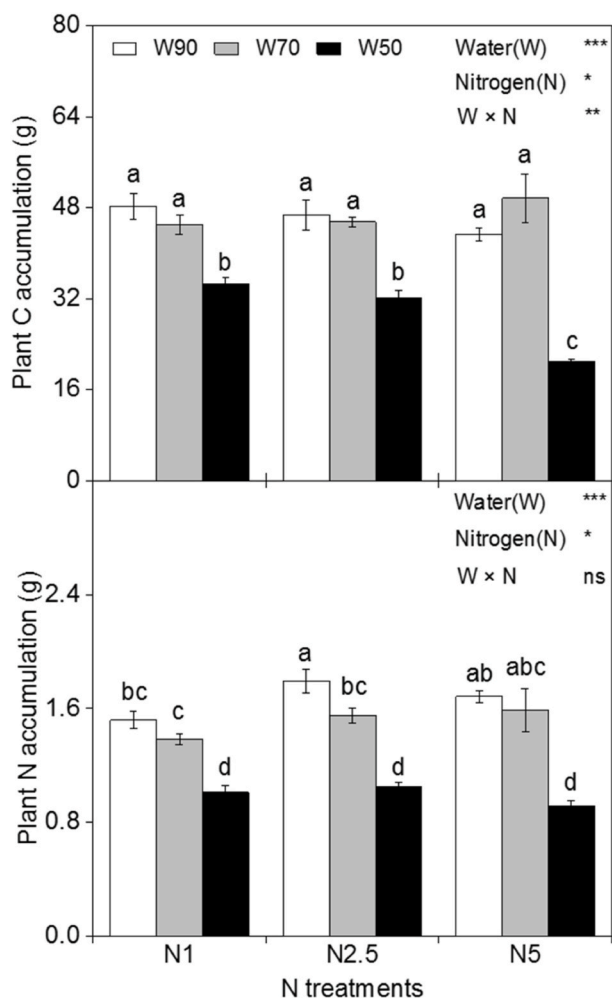 Plant C accumulation (g)
80
64
48
32
16
0
W90 W70 W50
Water(W) ***
Nitrogen(N) *
W × N **
a a b
a a b
a a c
Plant N accumulation (g)
2.4
1.6
0.8
0.0
Water(W) ***
Nitrogen(N) *
W × N ns
bc c d
a bc d
ab abc d
N1 N2.5 N5
N treatments